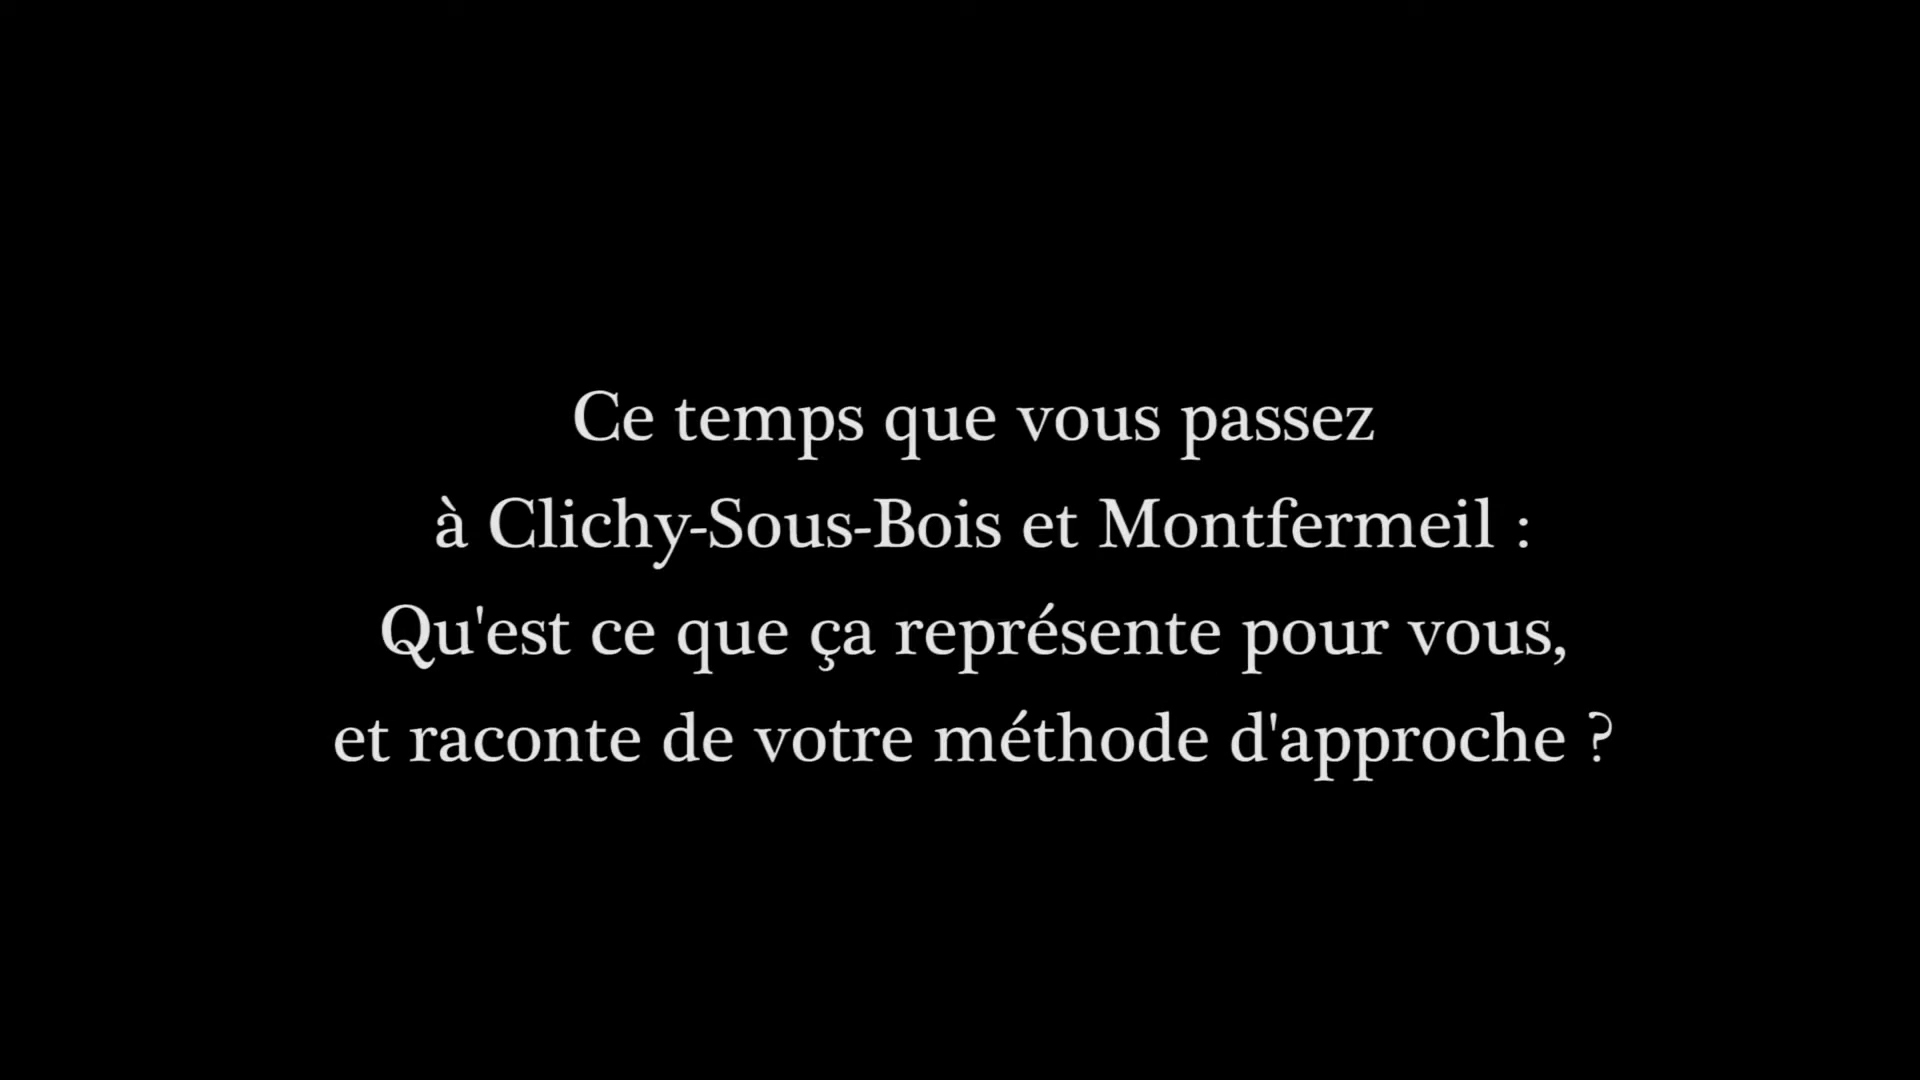 Ce temps que vous passez
à Clichy-Sous-Bois et Montfermeil :
Qu'est ce que ça représente pour vous,
et raconte de votre méthode d'approche ?